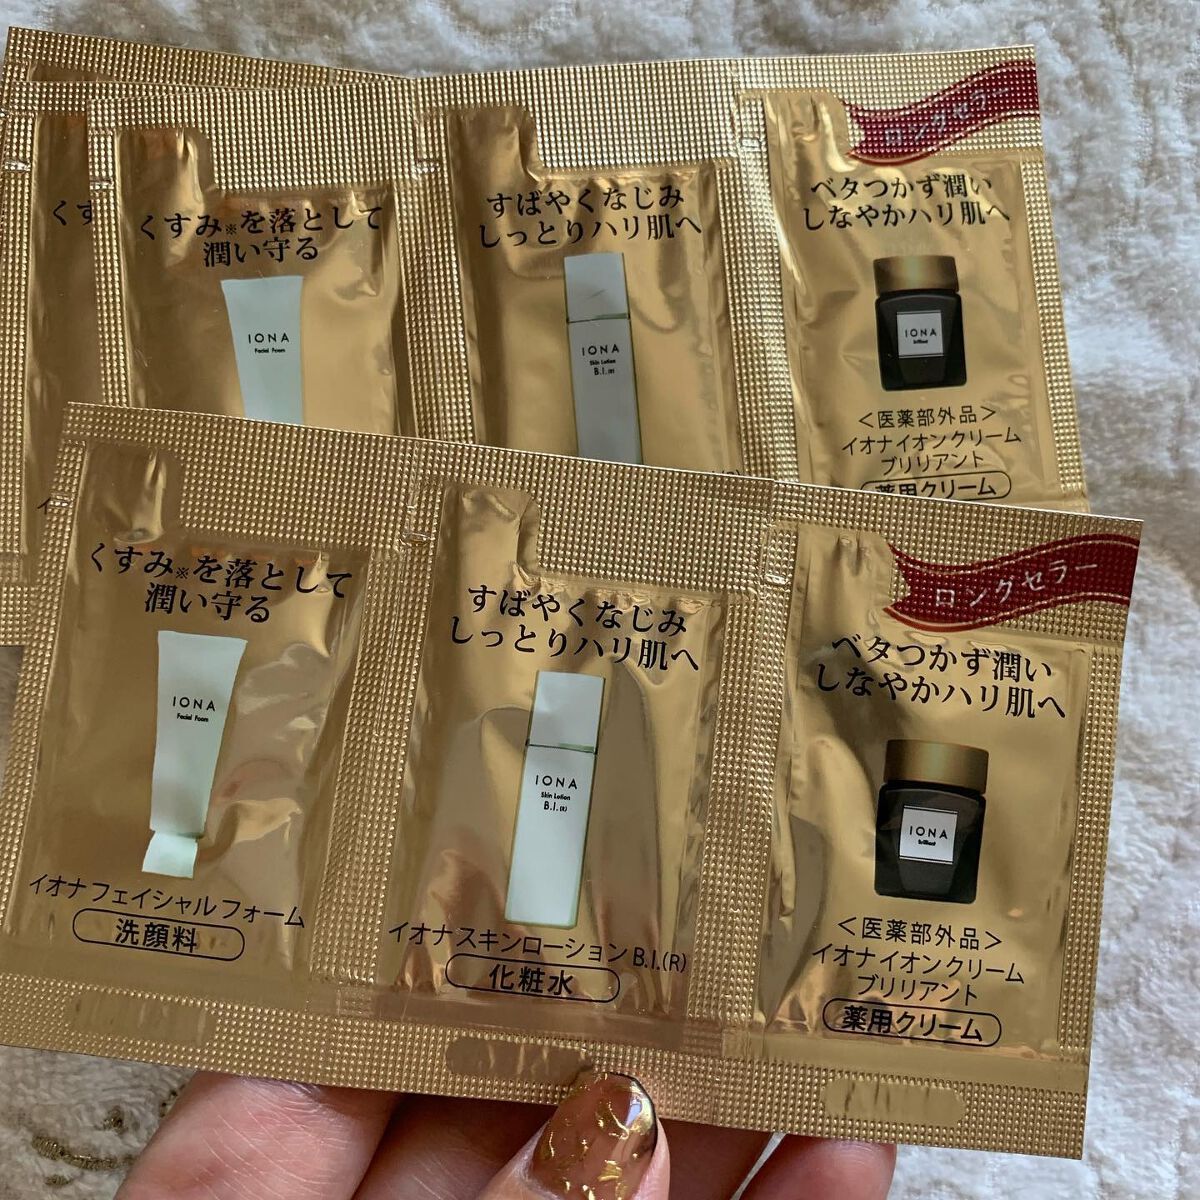 くす
くすみ※を落として
潤い守る
IONA
Facial Foam
すばやくなじみ
しっとりハリ肌へ
IONA
Skin Lotion
B.I.(R)
ロングセラー
ベタつかず潤い
しなやかハリ肌へ
IONA
brilliant
<医薬部外品>
イオナイオンクリーム
ブリリアント
薬用クリーム
くすみ※を落として
潤い守る
IONA
Facial Foam
イオナ フェイシャル フォーム
洗顔料
すばやくなじみ
しっとりハリ肌へ
IONA
Skin Lotion
B.I.(R)
イオナ スキンローション B.I.(R)
化粧水
ロングセラー
ベタつかず潤い
しなやかハリ肌へ
IONA
brilliant
<医薬部外品>
イオナ イオンクリーム
ブリリアント
薬用クリーム